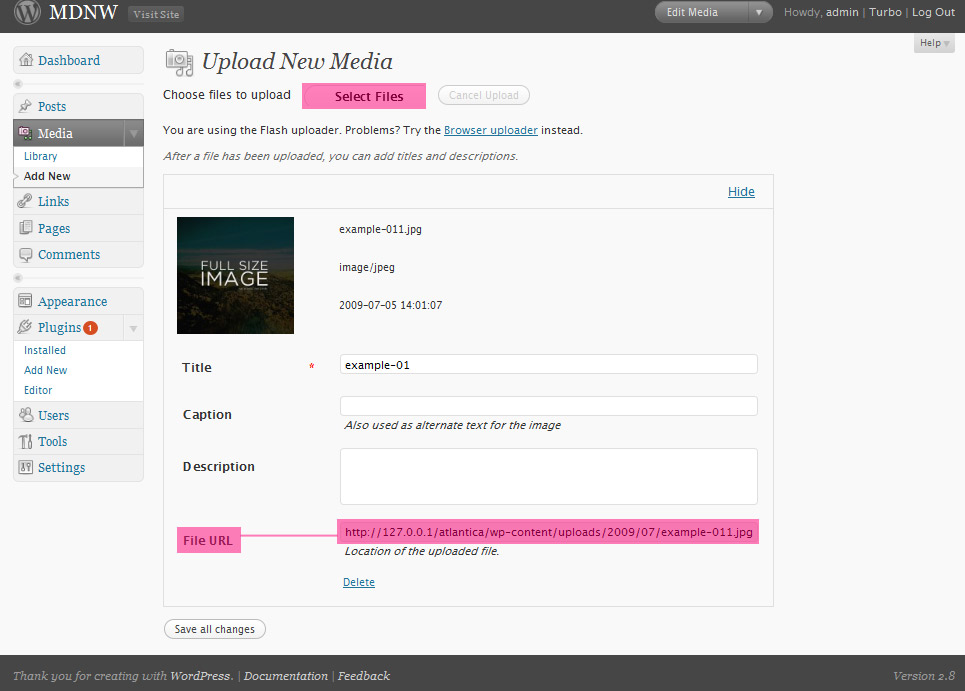 MDNW Visit Site
Edit Media
Howdy, admin | Turbo | Log Out
Help
Dashboard
Posts
Media
Library
Add New
Links
Pages
Comments
Appearance
Plugins 1
Installed
Add New
Editor
Users
Tools
Settings
Upload New Media
Choose files to upload Select Files Cancel Upload
You are using the Flash uploader. Problems? Try the Browser uploader instead.
After a file has been uploaded, you can add titles and descriptions.
Hide
FULL SIZE
IMAGE
example-011.jpg
image/jpeg
2009-07-05 14:01:07
Title * example-01
Caption
Also used as alternate text for the image
Description
File URL http://127.0.0.1/atlantica/wp-content/uploads/2009/07/example-011.jpg
Location of the uploaded file.
Delete
Save all changes
Thank you for creating with WordPress. | Documentation | Feedback
Version 2.8